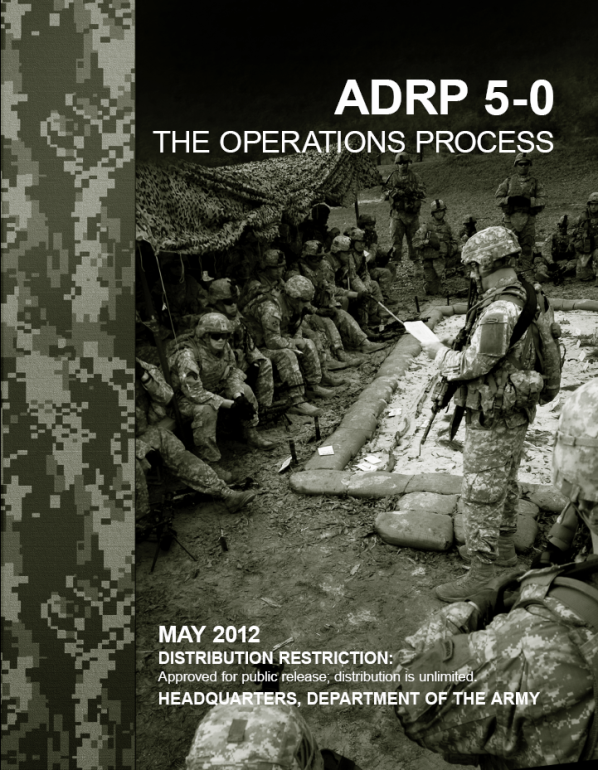 ADRP 5-0
THE OPERATIONS PROCESS
MAY 2012
DISTRIBUTION RESTRICTION:
Approved for public release; distribution is unlimited.
HEADQUARTERS, DEPARTMENT OF THE ARMY